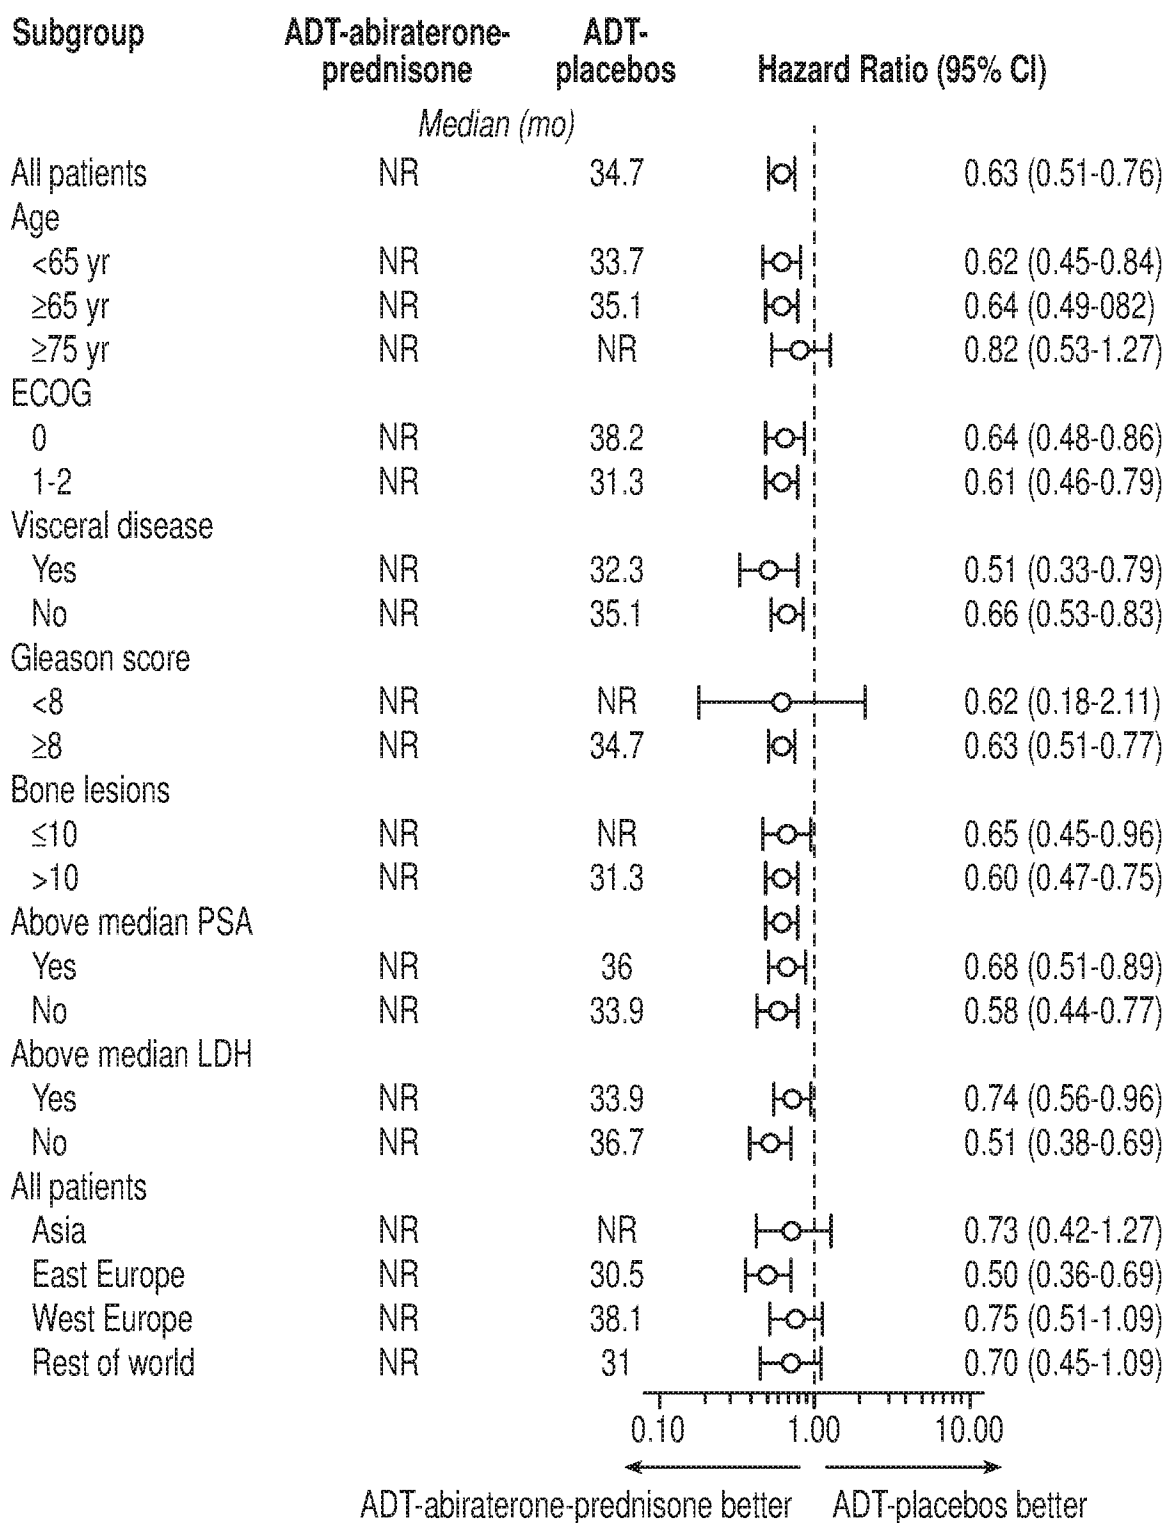 Subgroup ADT-abiraterone-prednisone ADT-placebos Hazard Ratio (95% CI)
Median (mo)
All patients NR 34.7 0.63 (0.51-0.76)
Age
<65 yr NR 33.7 0.62 (0.45-0.84)
≥65 yr NR 35.1 0.64 (0.49-082)
≥75 yr NR NR 0.82 (0.53-1.27)
ECOG
0 NR 38.2 0.64 (0.48-0.86)
1-2 NR 31.3 0.61 (0.46-0.79)
Visceral disease
Yes NR 32.3 0.51 (0.33-0.79)
No NR 35.1 0.66 (0.53-0.83)
Gleason score
<8 NR NR 0.62 (0.18-2.11)
≥8 NR 34.7 0.63 (0.51-0.77)
Bone lesions
≤10 NR NR 0.65 (0.45-0.96)
>10 NR 31.3 0.60 (0.47-0.75)
Above median PSA
Yes NR 36 0.68 (0.51-0.89)
No NR 33.9 0.58 (0.44-0.77)
Above median LDH
Yes NR 33.9 0.74 (0.56-0.96)
No NR 36.7 0.51 (0.38-0.69)
All patients
Asia NR NR 0.73 (0.42-1.27)
East Europe NR 30.5 0.50 (0.36-0.69)
West Europe NR 38.1 0.75 (0.51-1.09)
Rest of world NR 31 0.70 (0.45-1.09)
0.10 1.00 10.00
ADT-abiraterone-prednisone better ADT-placebos better